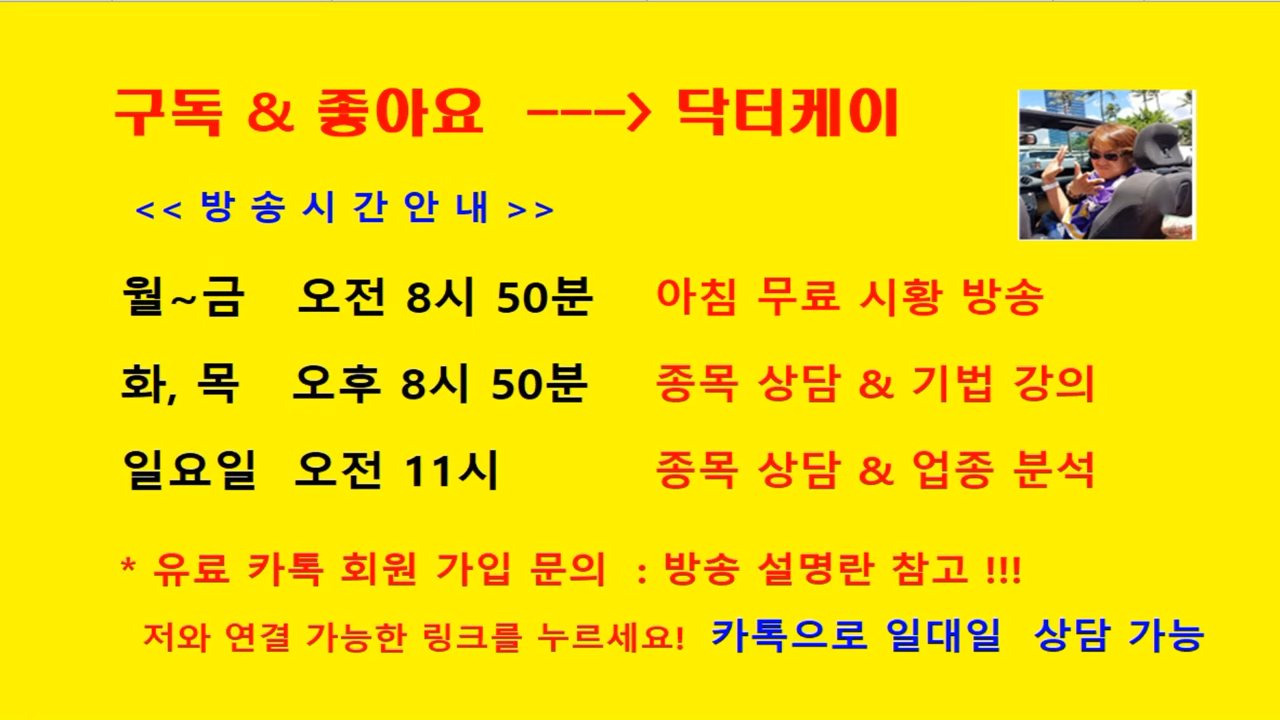 구독 & 좋아요 ---> 닥터케이
<< 방 송 시 간 안 내 >>
월~금 오전 8시 50분 아침 무료 시황 방송
화, 목 오후 8시 50분 종목 상담 & 기법 강의
일요일 오전 11시 종목 상담 & 업종 분석
* 유료 카톡 회원 가입 문의 : 방송 설명란 참고 !!!
저와 연결 가능한 링크를 누르세요! 카톡으로 일대일 상담 가능